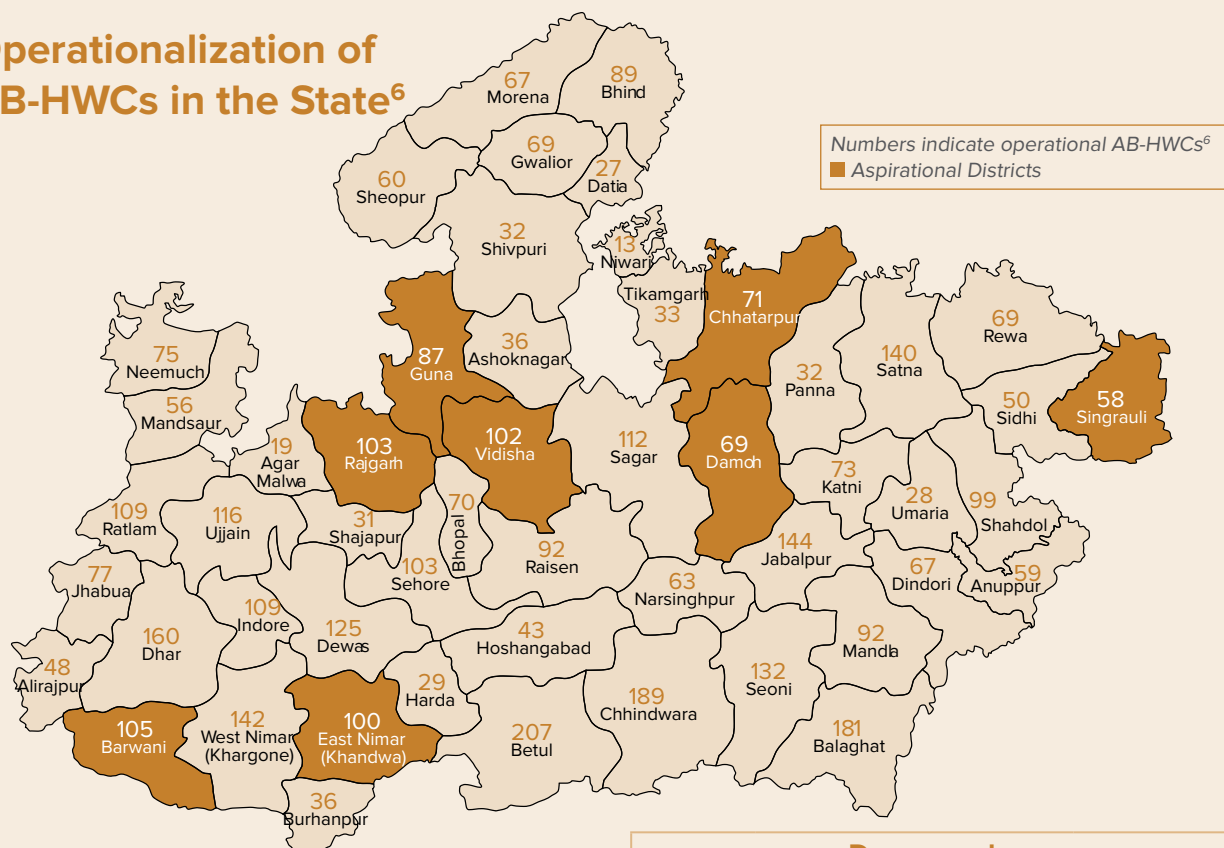 perationalization of
B-HWCs in the State⁶
Numbers indicate operational AB-HWCs⁶
Aspirational Districts
67
Morena
89
Bhind
69
Gwalior
27
Datia
60
Sheopur
32
Shivpuri
13
Niwari
Tikamgarh
33
71
Chhatarpur
87
Guna
36
Ashoknagar
32
Panna
140
Satna
69
Rewa
50
Sidhi
58
Singrauli
75
Neemuch
56
Mandsaur
19
Agar
Malwa
103
Rajgarh
102
Vidisha
112
Sagar
69
Damoh
73
Katni
28
Umaria
99
Shahdol
109
Ratlam
116
Ujjain
31
Shajapur
103
Sehore
70
Bhopal
92
Raisen
144
Jabalpur
67
Dindori
59
Anuppur
77
Jhabua
160
Dhar
109
Indore
125
Dewas
43
Hoshangabad
63
Narsinghpur
92
Mandla
48
Alirajpur
105
Barwani
142
West Nimar
(Khargone)
100
East Nimar
(Khandwa)
29
Harda
207
Betul
189
Chhindwara
132
Seoni
181
Balaghat
36
Burhanpur